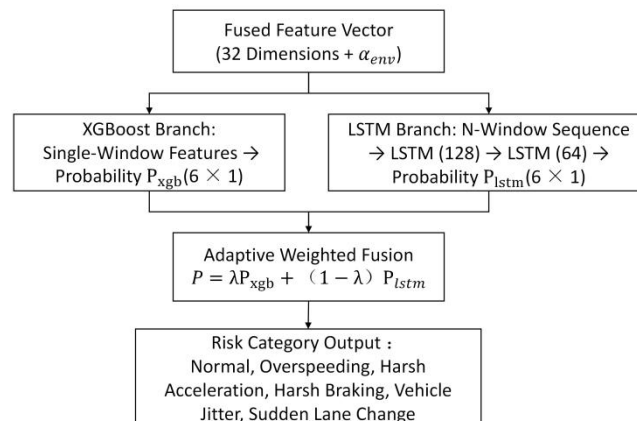 Fused Feature Vector
(32 Dimensions + α_env)
XGBoost Branch:
Single-Window Features →
Probability P_xgb(6 × 1)
LSTM Branch: N-Window Sequence
→ LSTM (128) → LSTM (64) →
Probability P_lstm(6 × 1)
Adaptive Weighted Fusion
P = λP_xgb + （1 − λ）P_lstm
Risk Category Output：
Normal, Overspeeding, Harsh
Acceleration, Harsh Braking, Vehicle
Jitter, Sudden Lane Change